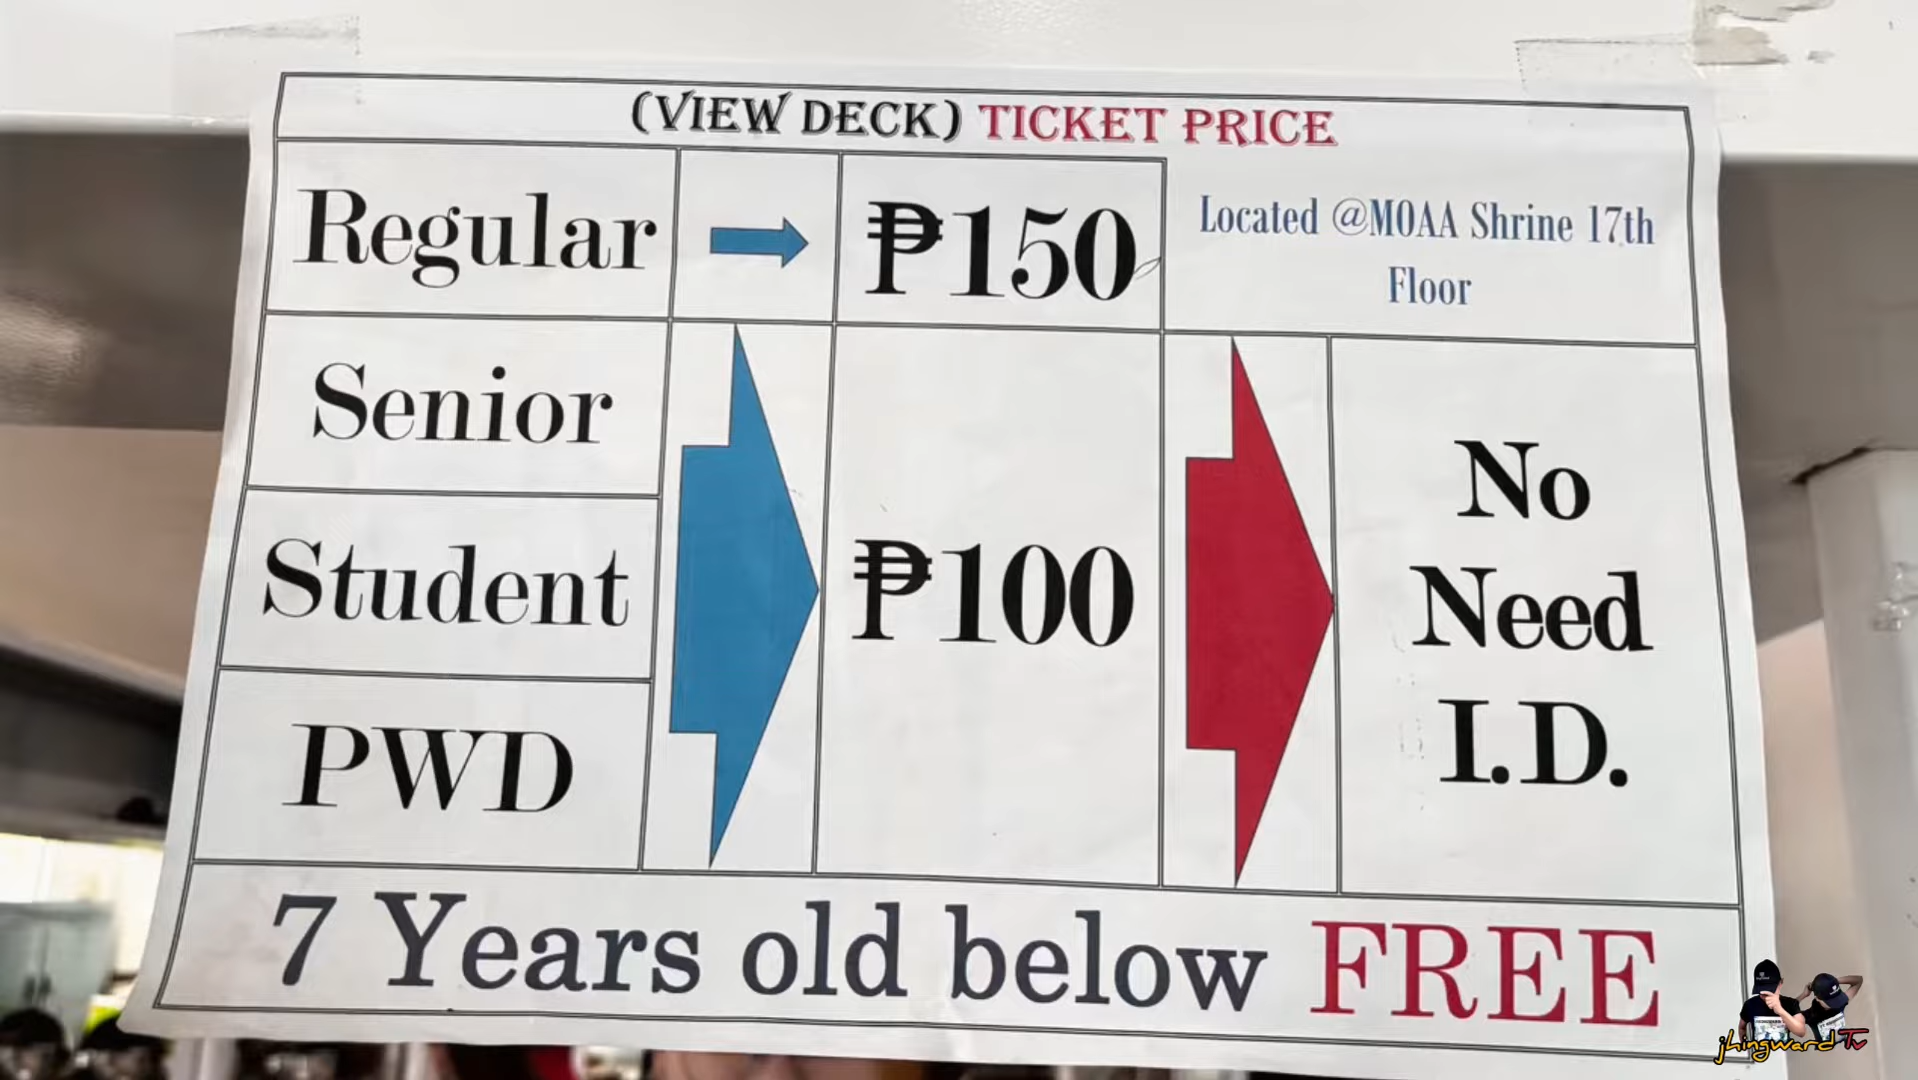 (VIEW DECK) TICKET PRICE
Regular
₱150
Located @MOAA Shrine 17th
Floor
Senior
Student
PWD
₱100
No
Need
I.D.
7 Years old below FREE
jhingward Tv